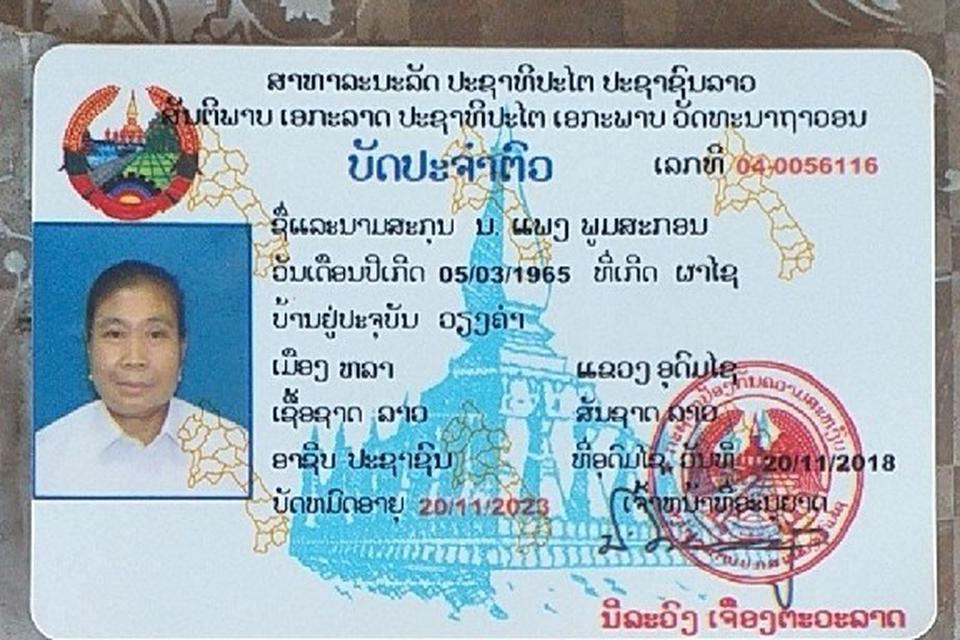 ສາທາລະນະລັດ ປະຊາທິປະໄຕ ປະຊາຊົນລາວ
ສັນຕິພາບ ເອກະລາດ ປະຊາທິປະໄຕ ເອກະພາບ ວັດທະນາຖາວອນ
ບັດປະຈຳຕົວ ເລກທີ 04-0056116
ຊື່ແລະນາມສະກຸນ ນ. ແພງ ພູມສະກອນ
ວັນເດືອນປີເກີດ 05/03/1965 ທີ່ເກີດ ຜາໄຊ
ບ້ານຢູ່ປະຈຸບັນ ວຽງຄຳ
ເມືອງ ຫລາ ແຂວງ ອຸດົມໄຊ
ເຊື້ອຊາດ ລາວ ສັນຊາດ ລາວ
ອາຊີບ ປະຊາຊົນ ທີ່ອຸດົມໄຊ, ວັນທີ 20/11/2018
ບັດຫມົດອາຍຸ 20/11/2023 ເຈົ້າຫນ້າທີ່ອະນຸຍາດ
ນີລະວົງ ເຈືອງຕະວະລາດ